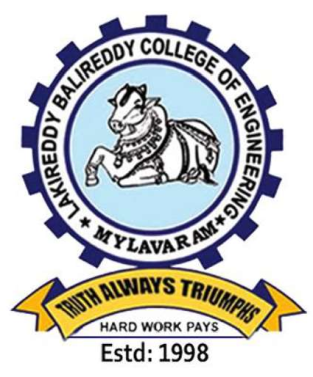 LAKIREDDY BALIREDDY COLLEGE OF ENGINEERING
* MYLAVARAM *
TRUTH ALWAYS TRIUMPHS
HARD WORK PAYS
Estd: 1998